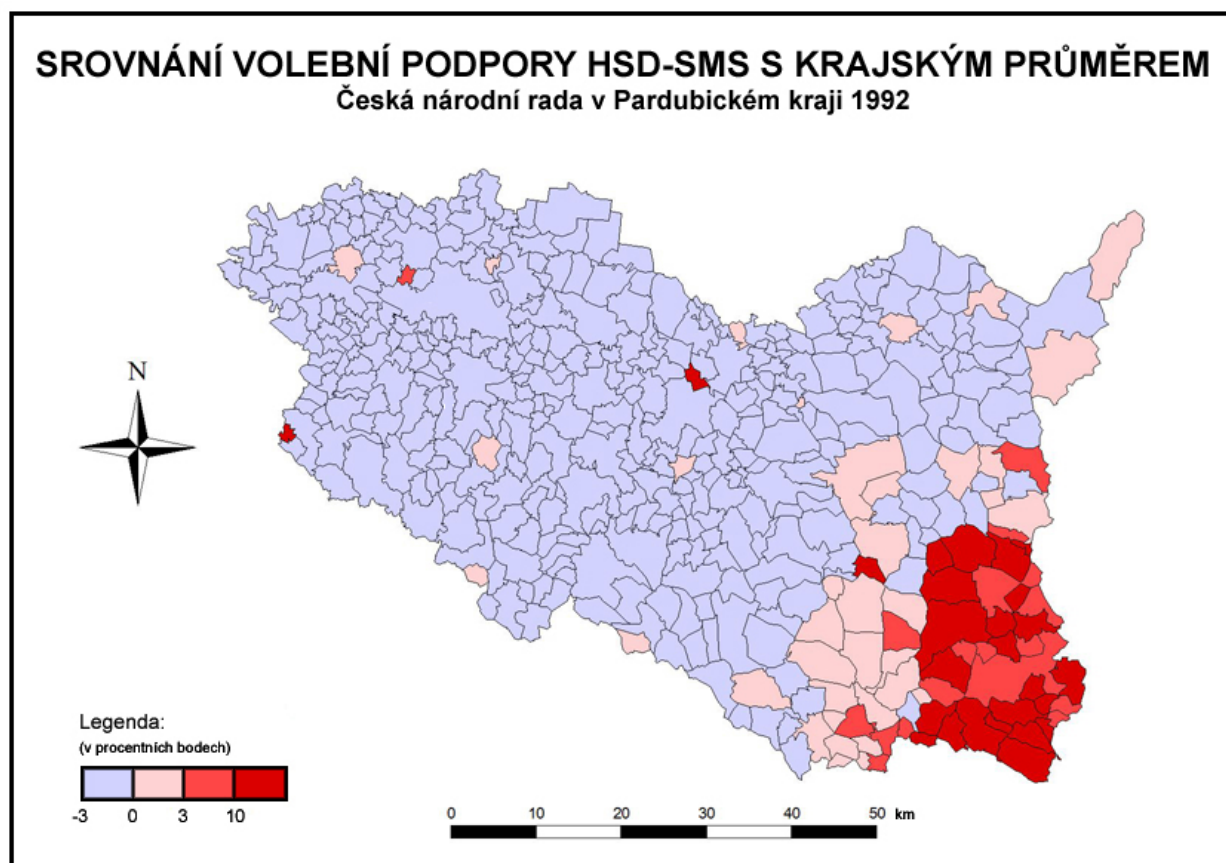 SROVNÁNÍ VOLEBNÍ PODPORY HSD-SMS S KRAJSKÝM PRŮMĚREM
Česká národní rada v Pardubickém kraji 1992
N
Legenda:
(v procentních bodech)
-3 0 3 10
0 10 20 30 40 50 km